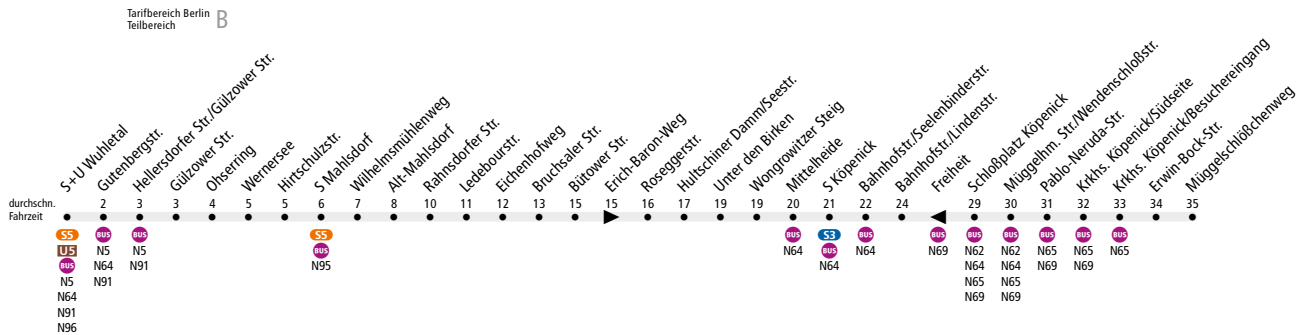 Tarifbereich Berlin
Teilbereich B
S+U Wuhletal
Gutenbergstr.
Hellersdorfer Str./Gülzower Str.
Gülzower Str.
Ohserring
Wernersee
Hirtschulzstr.
S Mahlsdorf
Wilhelmsmühlenweg
Alt-Mahlsdorf
Rahnsdorfer Str.
Ledebourstr.
Eichenhofweg
Bruchsaler Str.
Bütower Str.
Erich-Baron-Weg
Roseggerstr.
Hultschiner Damm/Seestr.
Unter den Birken
Wongrowitzer Steig
Mittelheide
S Köpenick
Bahnhofstr./Seelenbinderstr.
Bahnhofstr./Lindenstr.
Freiheit
Schloßplatz Köpenick
Müggelhm. Str./Wendenschloßstr.
Pablo-Neruda-Str.
Krkhs. Köpenick/Südseite
Krkhs. Köpenick/Besuchereingang
Erwin-Bock-Str.
Müggelschlößchenweg
durchschn. 2 3 3 4 5 5 6 7 8 10 11 12 13 15 15 16 17 19 19 20 21 22 24 29 30 31 32 33 34 35
Fahrzeit
S5 BUS BUS S5 BUS S3 BUS BUS BUS BUS BUS BUS BUS
U5 N5 N5 BUS N64 BUS N64 N69 N62 N62 N65 N65 N65
BUS N64 N91 N95 N64 N64 N64 N69 N69
N5 N91 N65 N65
N64 N69 N69
N91
N96